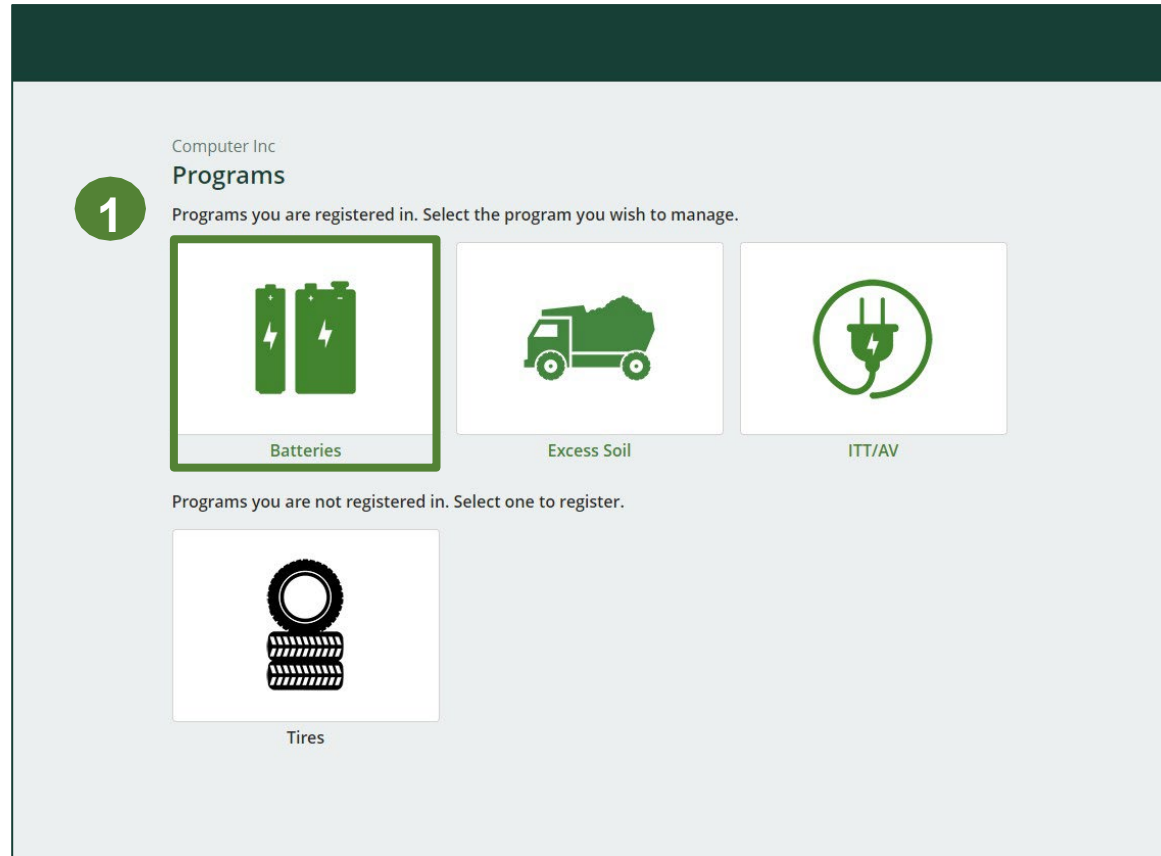 Computer Inc
Programs
1
Programs you are registered in. Select the program you wish to manage.
Batteries
Excess Soil
ITT/AV
Programs you are not registered in. Select one to register.
Tires